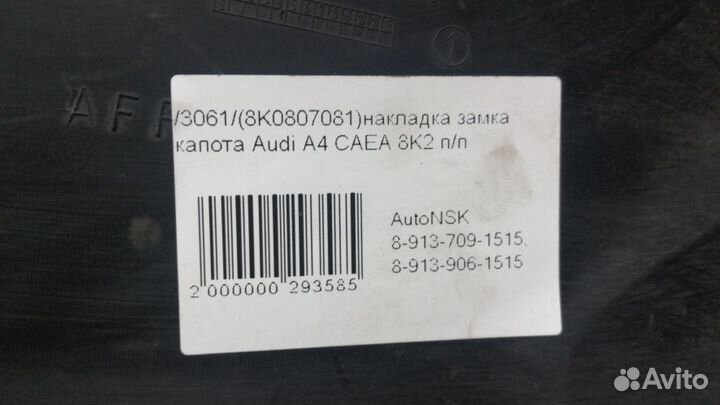 /3061/(8K0807081)накладка замка
капота Audi A4 CAEA 8K2 п/п
AutoNSK
8-913-709-1515,
8-913-906-1515
2 000000 293585
1
Avito